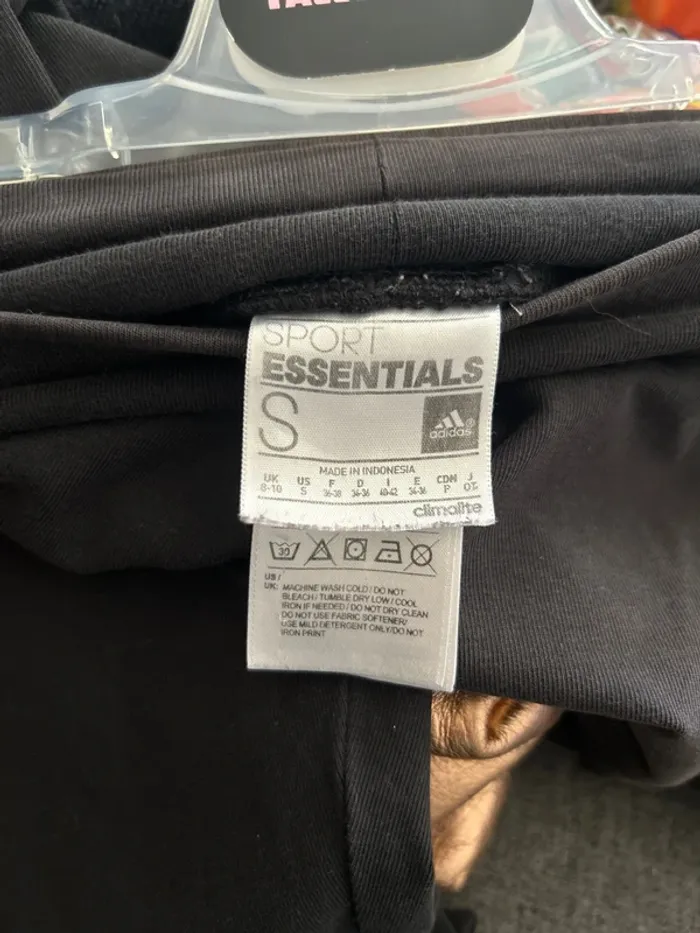 SPORT
ESSENTIALS
S
adidas®
MADE IN INDONESIA
UK US F D I E CDN J
8-10 S 36-38 34-36 40-42 34-36 P OT
climalite
30
US /
UK: MACHINE WASH COLD / DO NOT
BLEACH / TUMBLE DRY LOW / COOL
IRON IF NEEDED / DO NOT DRY CLEAN
DO NOT USE FABRIC SOFTENER/
USE MILD DETERGENT ONLY/DO NOT
IRON PRINT